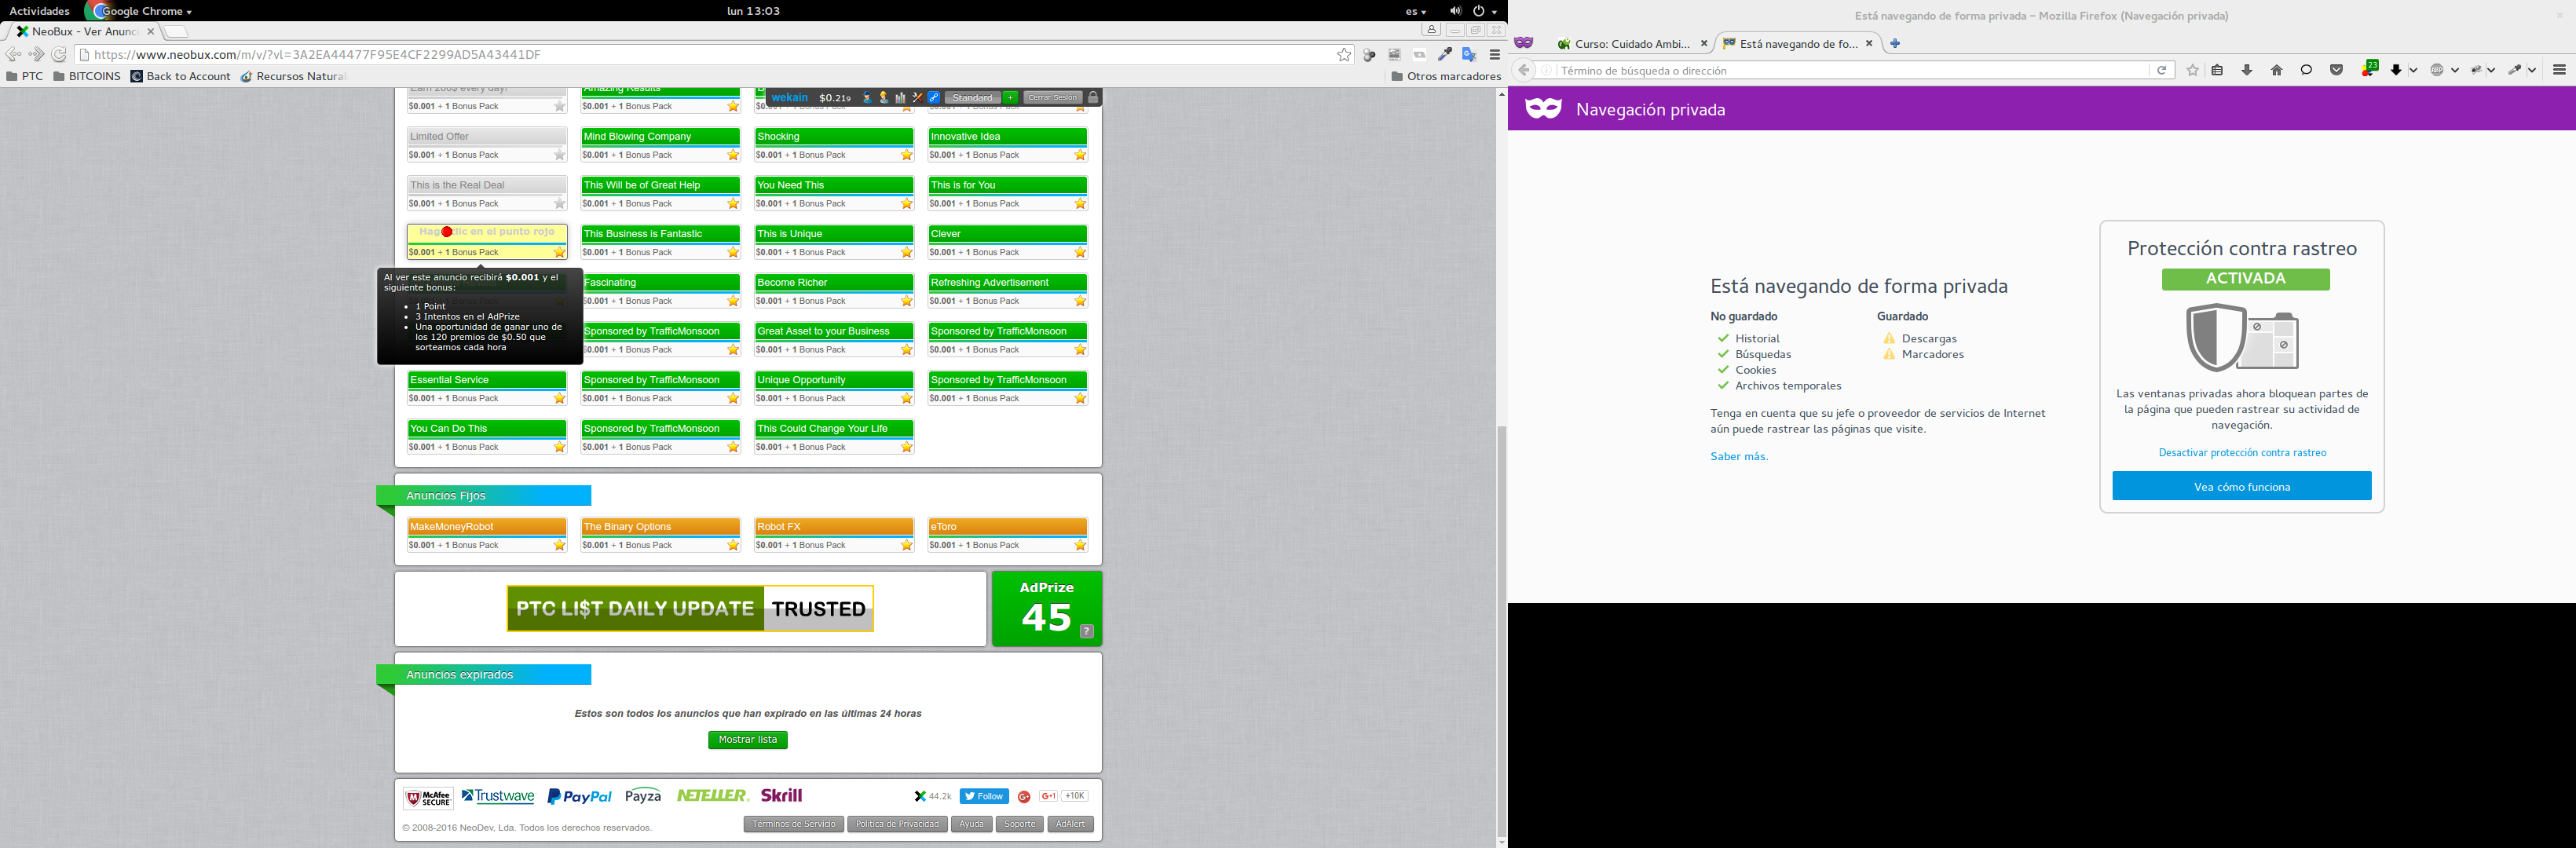 Actividades Google Chrome lun 13:03 es
NeoBux - Ver Anunc
https://www.neobux.com/m/v/?vl=3A2EA44477F95E4CF2299AD5A43441DF
PTC BITCOINS Back to Account Recursos Natura Otros marcadores
wekain $0.219 Standard + Cerrar Sesión
Earn 200$ every day! Amazing Results
$0.001 + 1 Bonus Pack $0.001 + 1 Bonus Pack $0.001 + 1 Bonus Pack $0.001 + 1 Bonus Pack
Limited Offer Mind Blowing Company Shocking Innovative Idea
$0.001 + 1 Bonus Pack $0.001 + 1 Bonus Pack $0.001 + 1 Bonus Pack $0.001 + 1 Bonus Pack
This is the Real Deal This Will be of Great Help You Need This This is for You
$0.001 + 1 Bonus Pack $0.001 + 1 Bonus Pack $0.001 + 1 Bonus Pack $0.001 + 1 Bonus Pack
Haga clic en el punto rojo This Business is Fantastic This is Unique Clever
$0.001 + 1 Bonus Pack $0.001 + 1 Bonus Pack $0.001 + 1 Bonus Pack $0.001 + 1 Bonus Pack
Al ver este anuncio recibirá $0.001 y el
siguiente bonus:
1 Point
3 Intentos en el AdPrize
Una oportunidad de ganar uno de
los 120 premios de $0.50 que
sorteamos cada hora
Fascinating Become Richer Refreshing Advertisement
$0.001 + 1 Bonus Pack $0.001 + 1 Bonus Pack $0.001 + 1 Bonus Pack
Sponsored by TrafficMonsoon Great Asset to your Business Sponsored by TrafficMonsoon
$0.001 + 1 Bonus Pack $0.001 + 1 Bonus Pack $0.001 + 1 Bonus Pack
Essential Service Sponsored by TrafficMonsoon Unique Opportunity Sponsored by TrafficMonsoon
$0.001 + 1 Bonus Pack $0.001 + 1 Bonus Pack $0.001 + 1 Bonus Pack $0.001 + 1 Bonus Pack
You Can Do This Sponsored by TrafficMonsoon This Could Change Your Life
$0.001 + 1 Bonus Pack $0.001 + 1 Bonus Pack $0.001 + 1 Bonus Pack
Anuncios Fijos
MakeMoneyRobot The Binary Options Robot FX eToro
$0.001 + 1 Bonus Pack $0.001 + 1 Bonus Pack $0.001 + 1 Bonus Pack $0.001 + 1 Bonus Pack
PTC LI$T DAILY UPDATE TRUSTED
AdPrize
45 ?
Anuncios expirados
Estos son todos los anuncios que han expirado en las últimas 24 horas
Mostrar lista
McAfee SECURE Trustwave PayPal Payza NETELLER Skrill 44.2k Follow G+ G+1 +10K
© 2008-2016 NeoDev, Lda. Todos los derechos reservados. Términos de Servicio Política de Privacidad Ayuda Soporte AdAlert
Está navegando de forma privada – Mozilla Firefox (Navegación privada)
Curso: Cuidado Ambi... Está navegando de fo...
Término de búsqueda o dirección 23
Navegación privada
Está navegando de forma privada
No guardado Guardado
Historial Descargas
Búsquedas Marcadores
Cookies
Archivos temporales
Tenga en cuenta que su jefe o proveedor de servicios de Internet
aún puede rastrear las páginas que visite.
Saber más.
Protección contra rastreo
ACTIVADA
Las ventanas privadas ahora bloquean partes de
la página que pueden rastrear su actividad de
navegación.
Desactivar protección contra rastreo
Vea cómo funciona